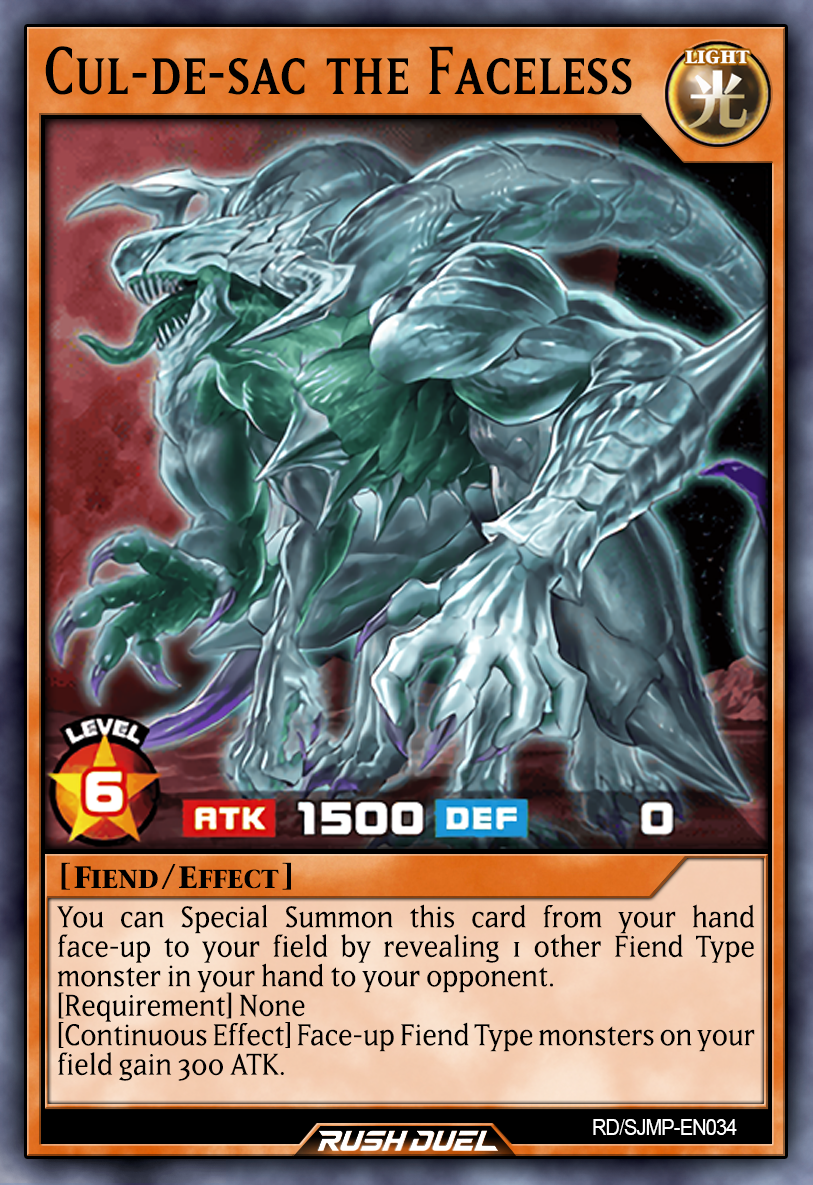 Cul-de-sac the Faceless
LIGHT
光
LEVEL
6
ATK 1500 DEF 0
[Fiend/Effect]
You can Special Summon this card from your hand
face-up to your field by revealing 1 other Fiend Type
monster in your hand to your opponent.
[Requirement] None
[Continuous Effect] Face-up Fiend Type monsters on your
field gain 300 ATK.
RD/SJMP-EN034
RUSH DUEL